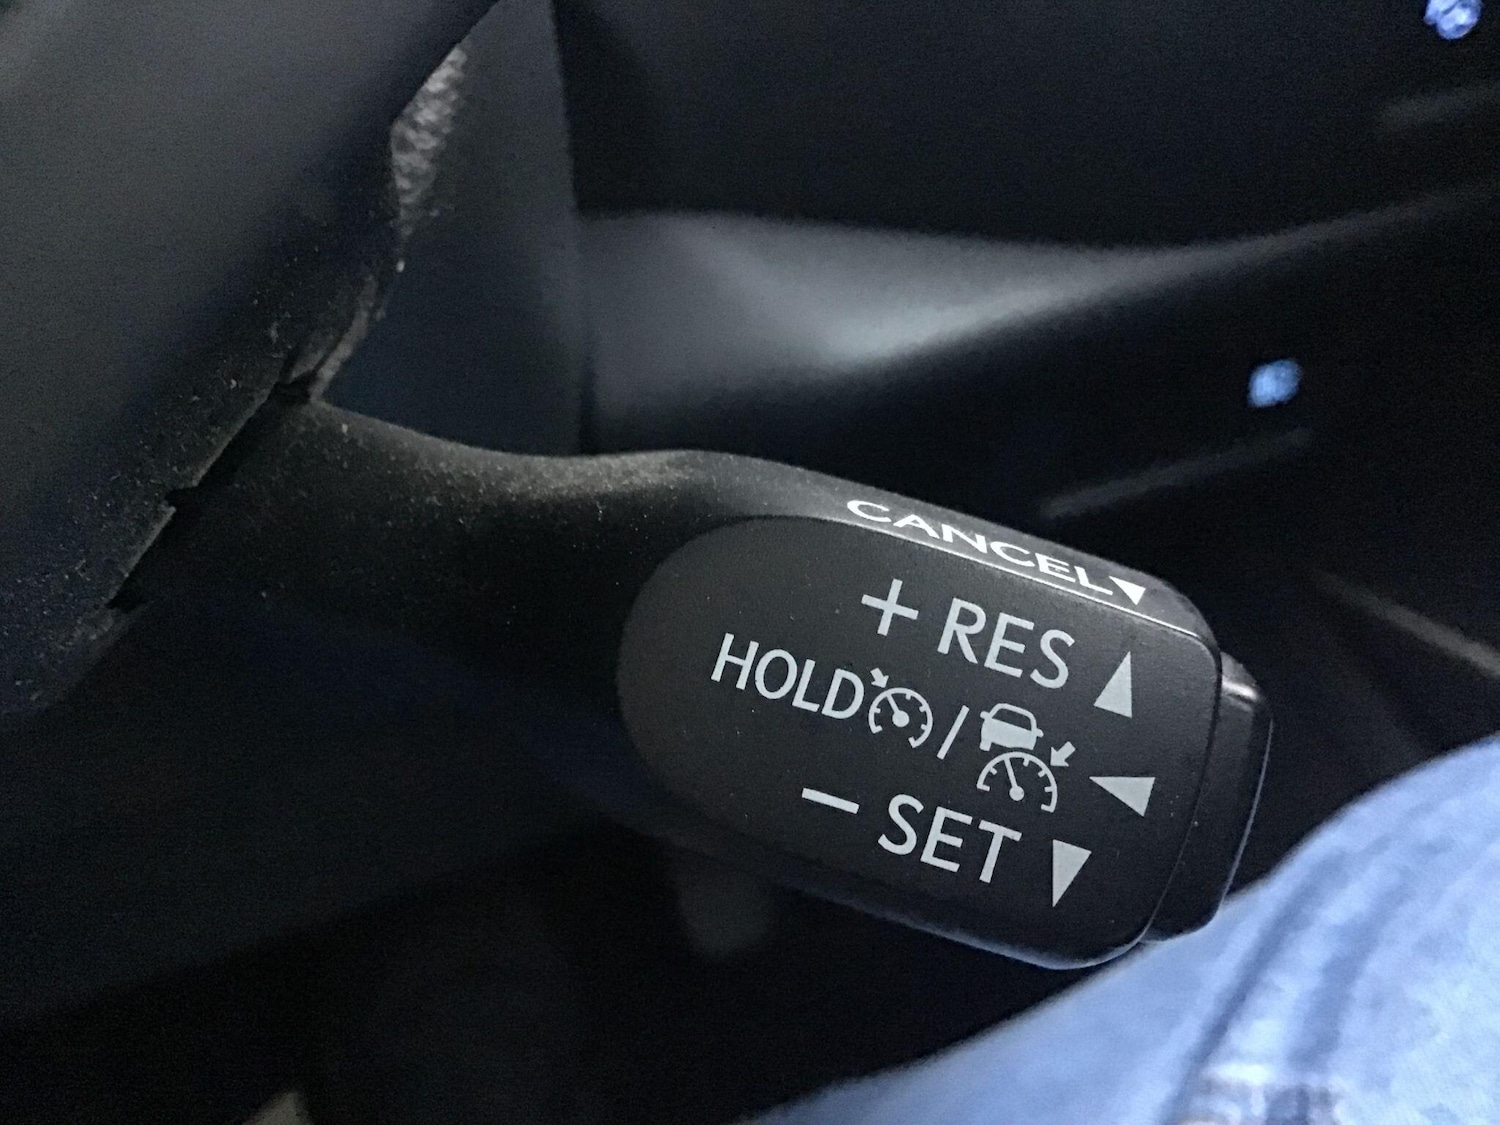 CANCEL
+ RES
HOLD /
− SET